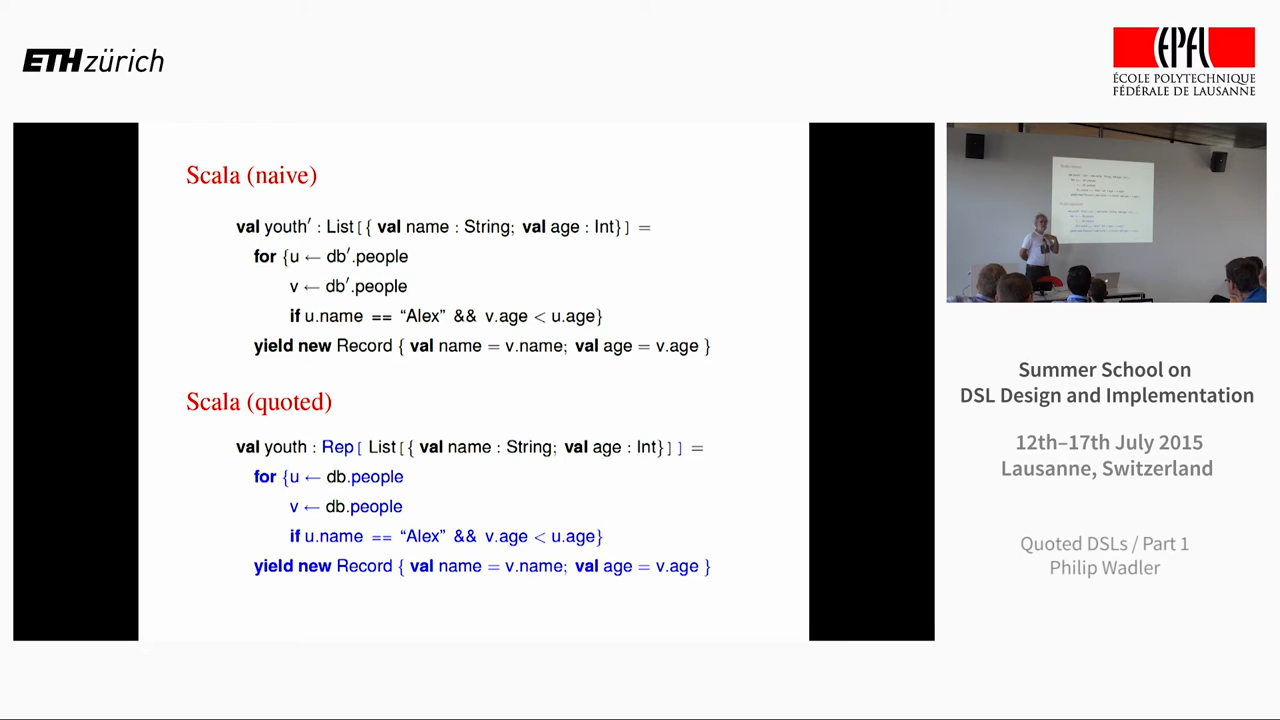 ETH zürich
EPFL
ÉCOLE POLYTECHNIQUE
FÉDÉRALE DE LAUSANNE
Scala (naive)
val youth′ : List[{ val name : String; val age : Int}] =
for {u ← db′.people
v ← db′.people
if u.name == “Alex” && v.age < u.age}
yield new Record { val name = v.name; val age = v.age }
Scala (quoted)
val youth : Rep[ List[{ val name : String; val age : Int}] ] =
for {u ← db.people
v ← db.people
if u.name == “Alex” && v.age < u.age}
yield new Record { val name = v.name; val age = v.age }
Summer School on
DSL Design and Implementation
12th–17th July 2015
Lausanne, Switzerland
Quoted DSLs / Part 1
Philip Wadler